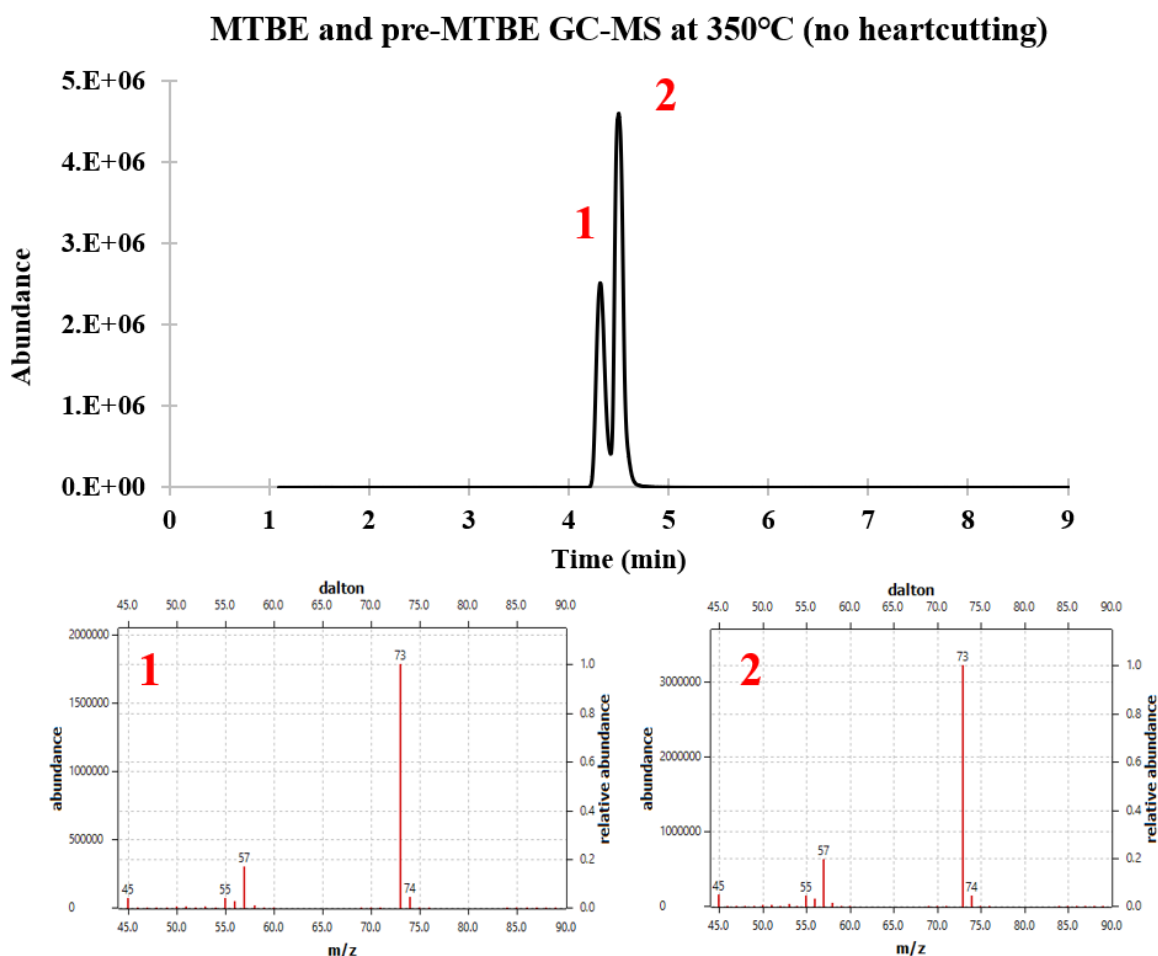 MTBE and pre-MTBE GC-MS at 350°C (no heartcutting)
5.E+06
4.E+06
3.E+06
2.E+06
1.E+06
0.E+00
Abundance
1
2
0 1 2 3 4 5 6 7 8 9
Time (min)
dalton
45.0 50.0 55.0 60.0 65.0 70.0 75.0 80.0 85.0 90.0
2000000
1500000
1000000
500000
0
abundance
1
45
55
57
73
74
1.0
0.8
0.6
0.4
0.2
0.0
relative abundance
45.0 50.0 55.0 60.0 65.0 70.0 75.0 80.0 85.0 90.0
m/z
dalton
45.0 50.0 55.0 60.0 65.0 70.0 75.0 80.0 85.0 90.0
3000000
2000000
1000000
0
abundance
2
45
55
57
73
74
1.0
0.8
0.6
0.4
0.2
0.0
relative abundance
45.0 50.0 55.0 60.0 65.0 70.0 75.0 80.0 85.0 90.0
m/z